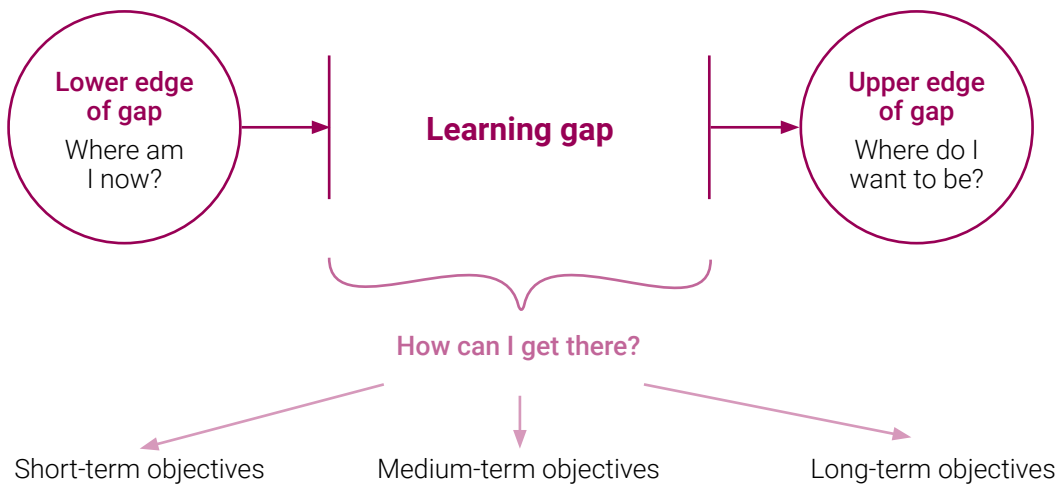 Lower edge
of gap
Where am
I now?
Learning gap
Upper edge
of gap
Where do I
want to be?
How can I get there?
Short-term objectives
Medium-term objectives
Long-term objectives